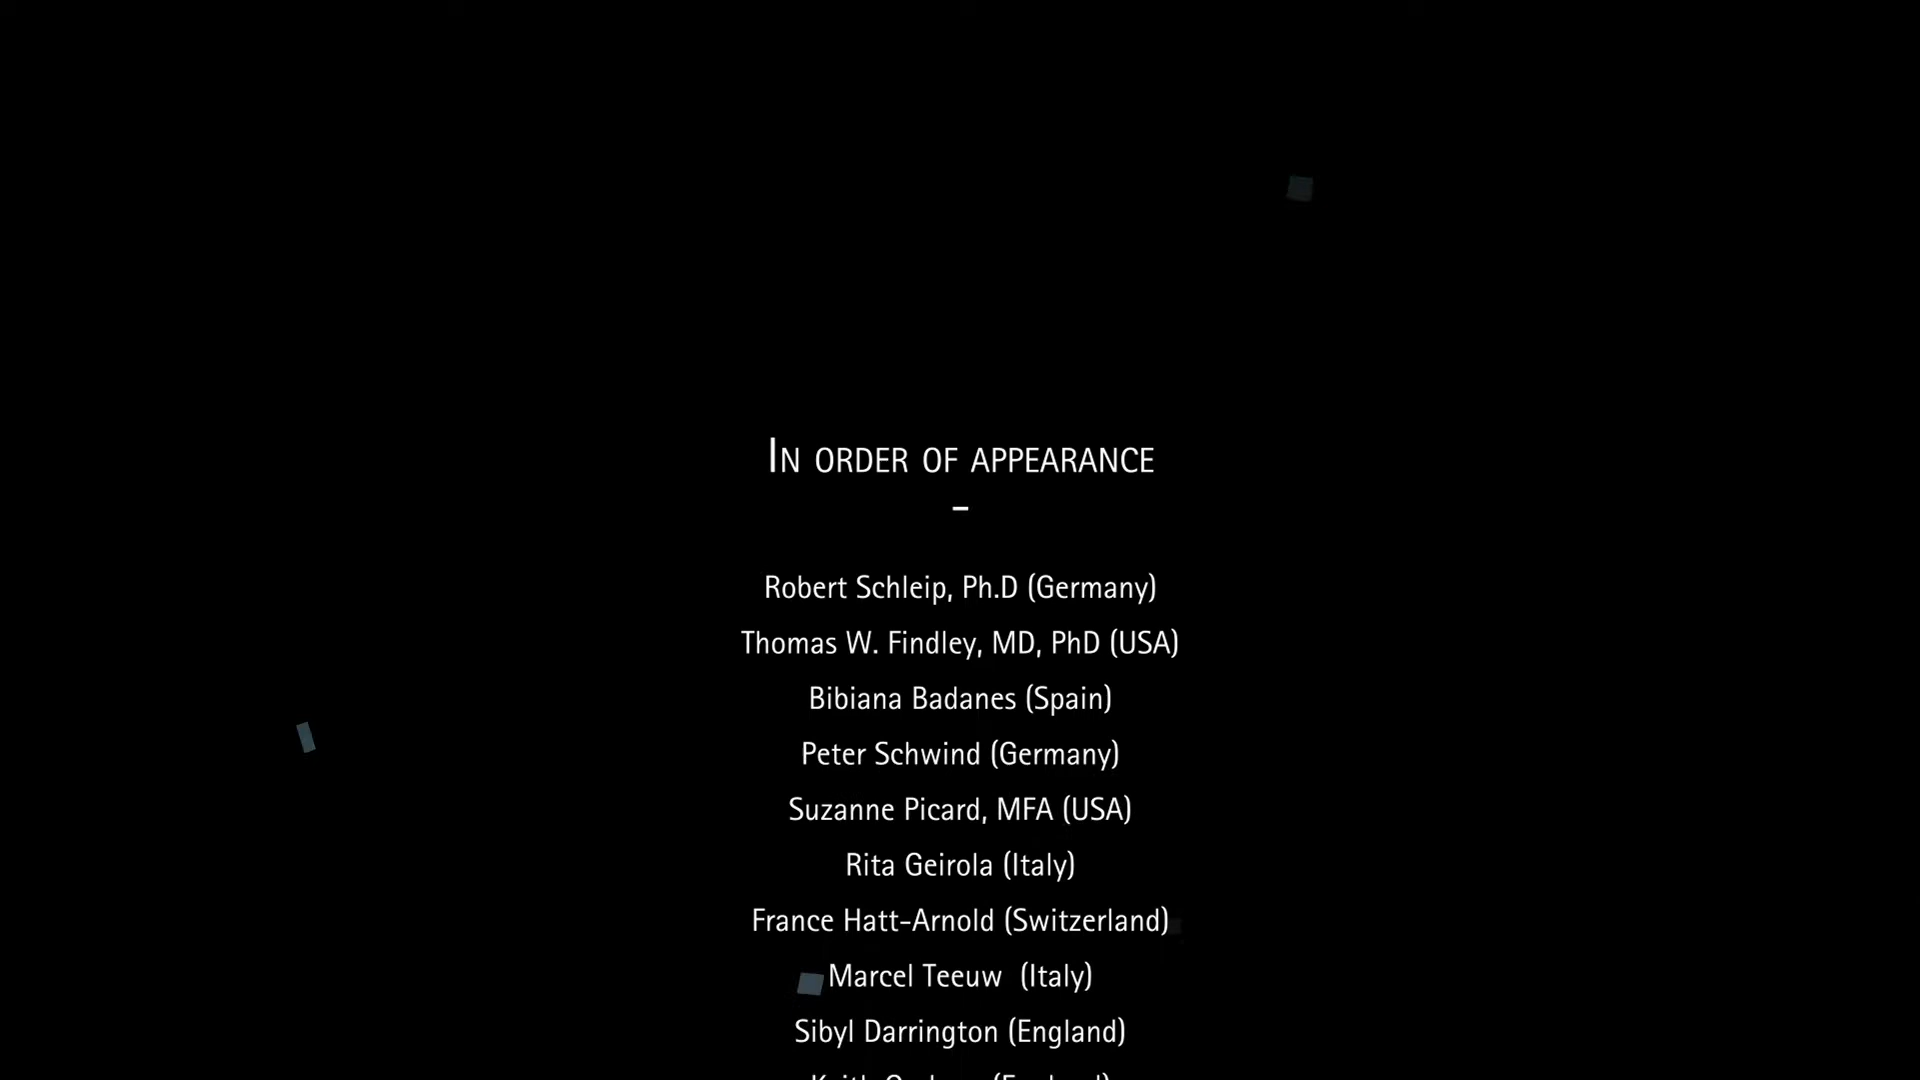 In order of appearance
–
Robert Schleip, Ph.D (Germany)
Thomas W. Findley, MD, PhD (USA)
Bibiana Badanes (Spain)
Peter Schwind (Germany)
Suzanne Picard, MFA (USA)
Rita Geirola (Italy)
France Hatt-Arnold (Switzerland)
Marcel Teeuw (Italy)
Sibyl Darrington (England)